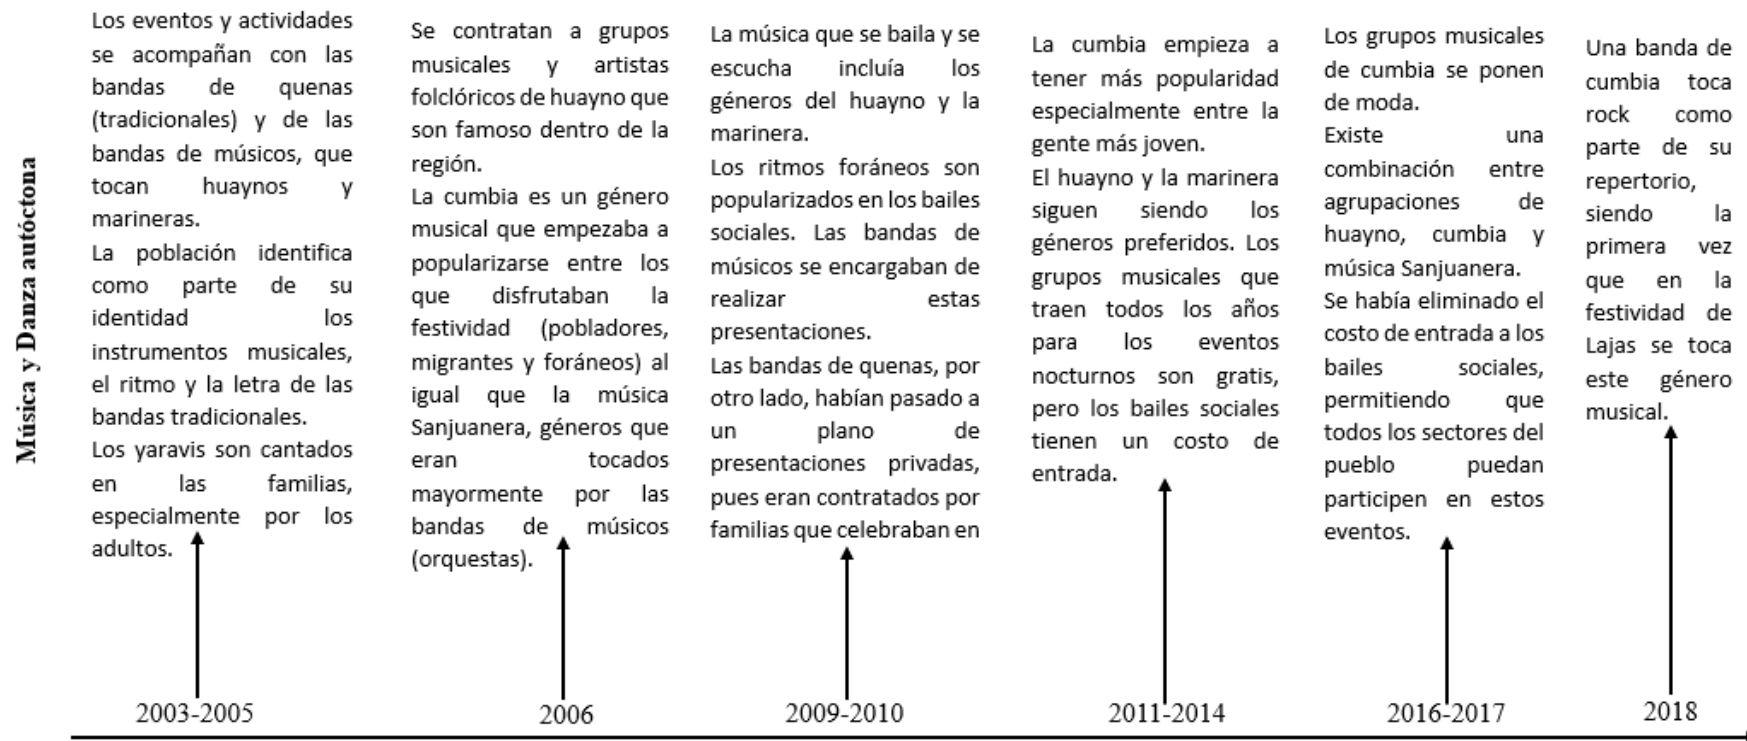 Música y Danza autóctona
Los eventos y actividades
se acompañan con las
bandas de quenas
(tradicionales) y de las
bandas de músicos, que
tocan huaynos y
marineras.
La población identifica
como parte de su
identidad los
instrumentos musicales,
el ritmo y la letra de las
bandas tradicionales.
Los yaravis son cantados
en las familias,
especialmente por los
adultos.
2003-2005
Se contratan a grupos
musicales y artistas
folclóricos de huayno que
son famoso dentro de la
región.
La cumbia es un género
musical que empezaba a
popularizarse entre los
que disfrutaban la
festividad (pobladores,
migrantes y foráneos) al
igual que la música
Sanjuanera, géneros que
eran tocados
mayormente por las
bandas de músicos
(orquestas).
2006
La música que se baila y se
escucha incluía los
géneros del huayno y la
marinera.
Los ritmos foráneos son
popularizados en los bailes
sociales. Las bandas de
músicos se encargaban de
realizar estas
presentaciones.
Las bandas de quenas, por
otro lado, habían pasado a
un plano de
presentaciones privadas,
pues eran contratados por
familias que celebraban en
2009-2010
La cumbia empieza a
tener más popularidad
especialmente entre la
gente más joven.
El huayno y la marinera
siguen siendo los
géneros preferidos. Los
grupos musicales que
traen todos los años
para los eventos
nocturnos son gratis,
pero los bailes sociales
tienen un costo de
entrada.
2011-2014
Los grupos musicales
de cumbia se ponen
de moda.
Existe una
combinación entre
agrupaciones de
huayno, cumbia y
música Sanjuanera.
Se había eliminado el
costo de entrada a los
bailes sociales,
permitiendo que
todos los sectores del
pueblo puedan
participen en estos
eventos.
2016-2017
Una banda de
cumbia toca
rock como
parte de su
repertorio,
siendo la
primera vez
que en la
festividad de
Lajas se toca
este género
musical.
2018